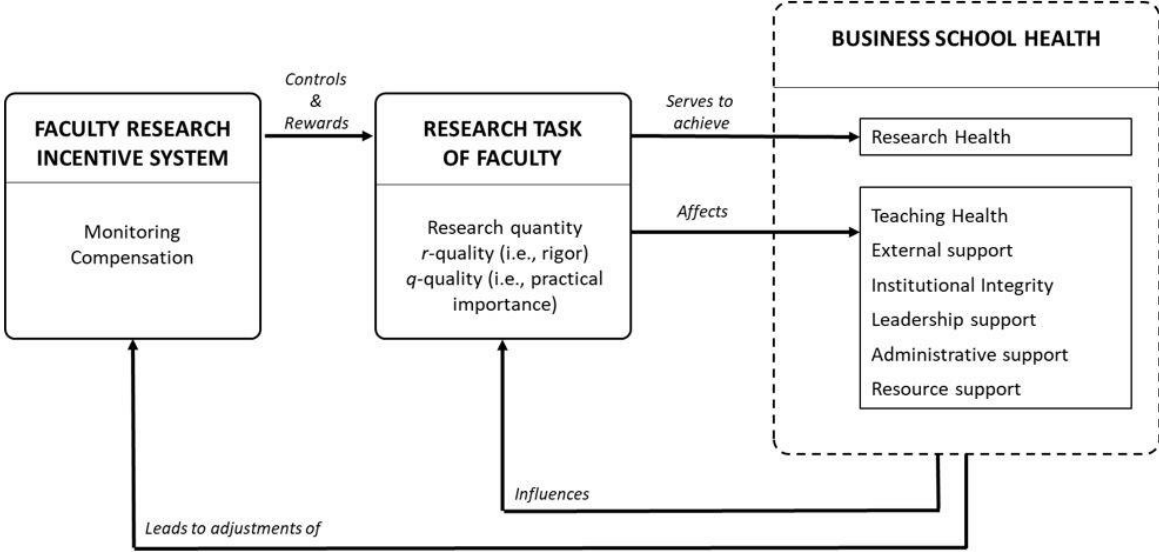 BUSINESS SCHOOL HEALTH
Controls
&
Rewards
FACULTY RESEARCH
INCENTIVE SYSTEM
Monitoring
Compensation
RESEARCH TASK
OF FACULTY
Research quantity
r-quality (i.e., rigor)
q-quality (i.e., practical
importance)
Serves to
achieve
Research Health
Affects
Teaching Health
External support
Institutional Integrity
Leadership support
Administrative support
Resource support
Influences
Leads to adjustments of